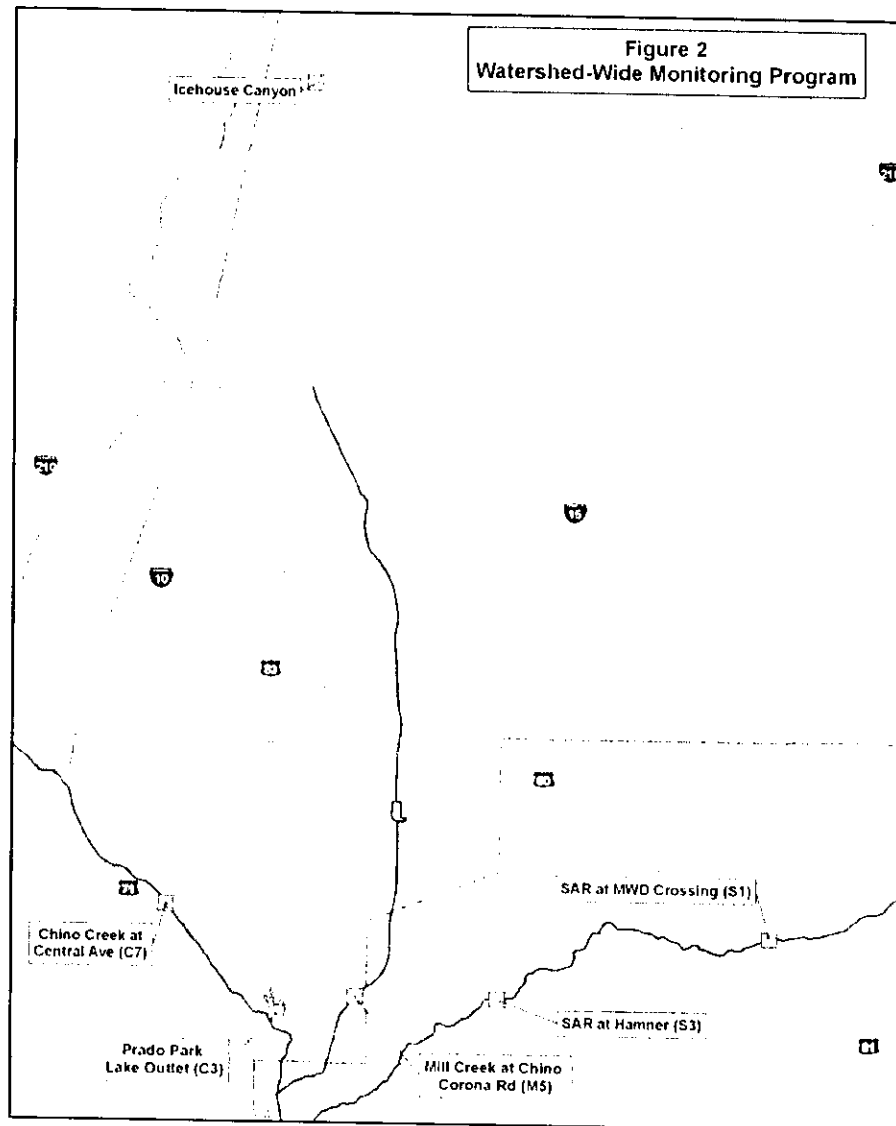 Figure 2
Watershed-Wide Monitoring Program
Icehouse Canyon
210
210
15
10
60
SAR at MWD Crossing (S1)
Chino Creek at
Central Ave (C7)
SAR at Hamner (S3)
Prado Park
Lake Outlet (C3)
Mill Creek at Chino
Corona Rd (M5)